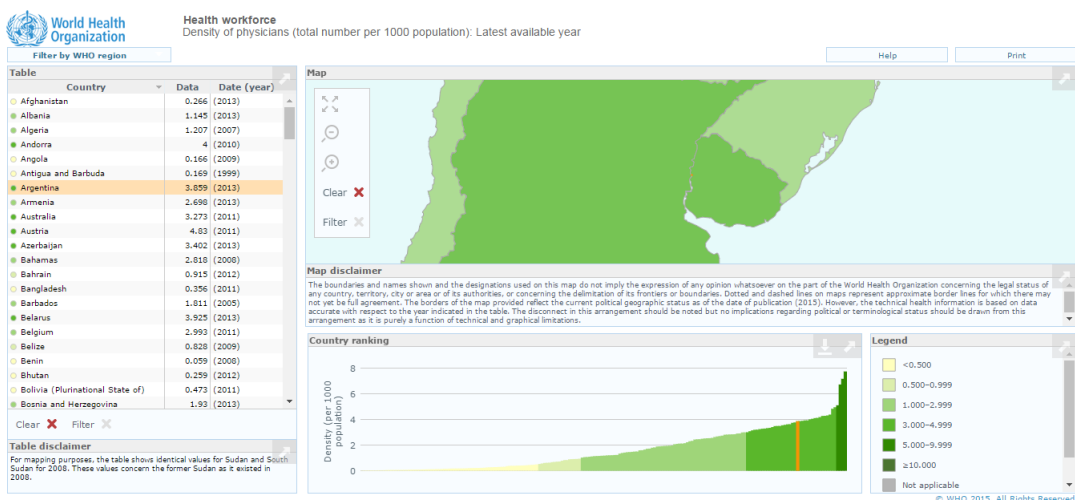 World Health
Organization
Health workforce
Density of physicians (total number per 1000 population): Latest available year
Filter by WHO region
Help
Print
Table
Country Data Date (year)
Afghanistan 0.266 (2013)
Albania 1.145 (2013)
Algeria 1.207 (2007)
Andorra 4 (2010)
Angola 0.166 (2009)
Antigua and Barbuda 0.169 (1999)
Argentina 3.859 (2013)
Armenia 2.698 (2013)
Australia 3.273 (2011)
Austria 4.83 (2011)
Azerbaijan 3.402 (2013)
Bahamas 2.818 (2008)
Bahrain 0.915 (2012)
Bangladesh 0.356 (2011)
Barbados 1.811 (2005)
Belarus 3.925 (2013)
Belgium 2.993 (2011)
Belize 0.828 (2009)
Benin 0.059 (2008)
Bhutan 0.259 (2012)
Bolivia (Plurinational State of) 0.473 (2011)
Bosnia and Herzegovina 1.93 (2013)
Clear Filter
Table disclaimer
For mapping purposes, the table shows identical values for Sudan and South
Sudan for 2008. These values concern the former Sudan as it existed in
2008.
Map
Clear
Filter
Map disclaimer
The boundaries and names shown and the designations used on this map do not imply the expression of any opinion whatsoever on the part of the World Health Organization concerning the legal status of
any country, territory, city or area or of its authorities, or concerning the delimitation of its frontiers or boundaries. Dotted and dashed lines on maps represent approximate border lines for which there may
not yet be full agreement. The borders of the map provided reflect the current political geographic status as of the date of publication (2015). However, the technical health information is based on data
accurate with respect to the year indicated in the table. The disconnect in this arrangement should be noted but no implications regarding political or terminological status should be drawn from this
arrangement as it is purely a function of technical and graphical limitations.
Country ranking
Density (per 1000
population)
8
6
4
2
0
Legend
<0.500
0.500–0.999
1.000–2.999
3.000–4.999
5.000–9.999
≥10.000
Not applicable
© WHO 2015. All Rights Reserved